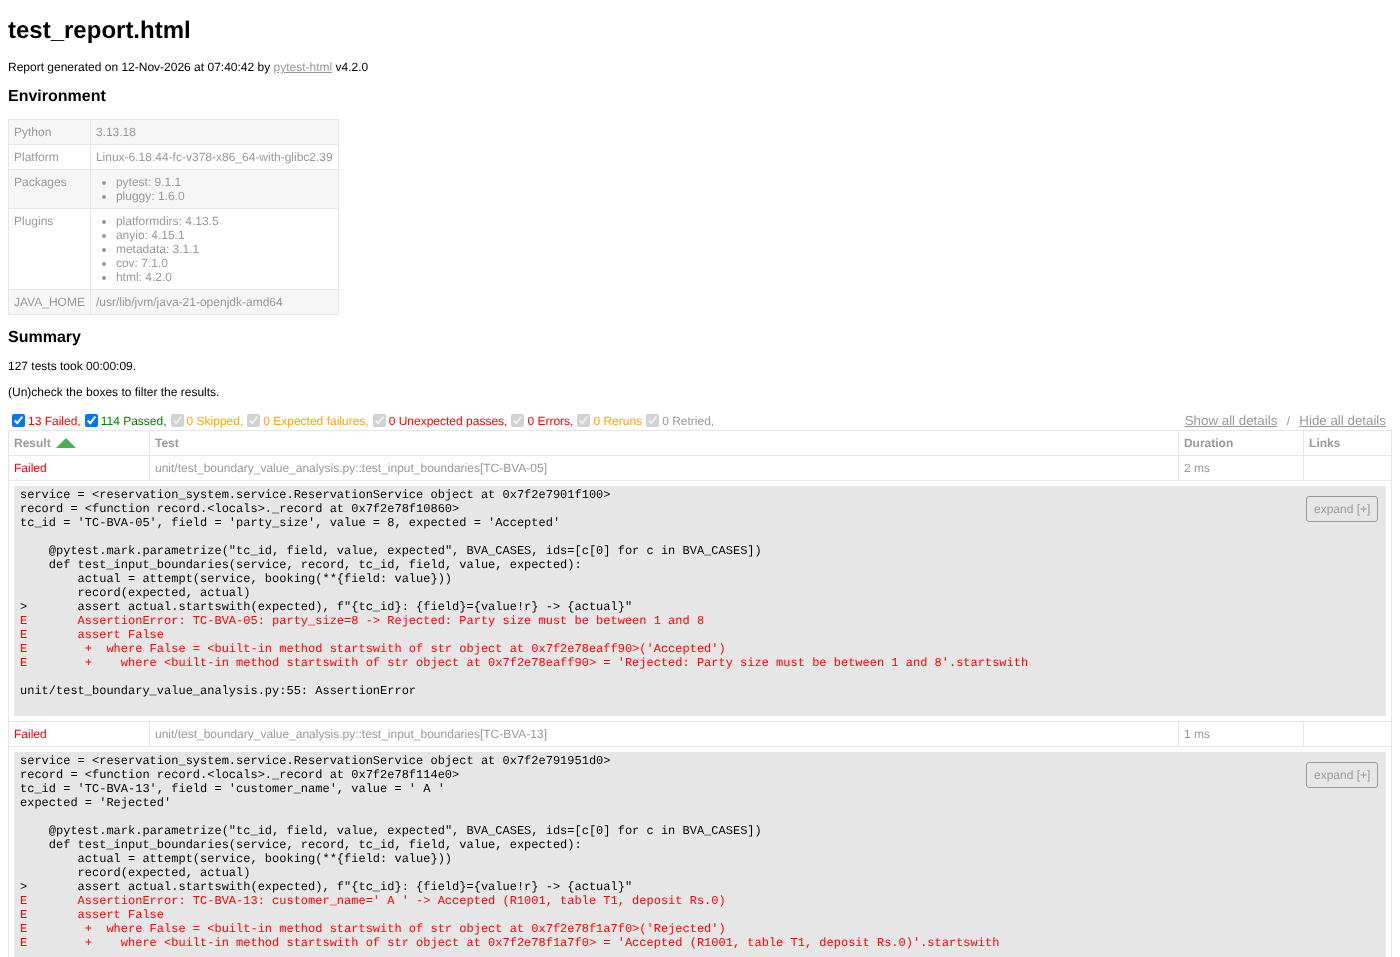 test_report.html
Report generated on 12-Nov-2026 at 07:40:42 by pytest-html v4.2.0
Environment
Python 3.13.18
Platform Linux-6.18.44-fc-v378-x86_64-with-glibc2.39
Packages
• pytest: 9.1.1
• pluggy: 1.6.0
Plugins
• platformdirs: 4.13.5
• anyio: 4.15.1
• metadata: 3.1.1
• cov: 7.1.0
• html: 4.2.0
JAVA_HOME /usr/lib/jvm/java-21-openjdk-amd64
Summary
127 tests took 00:00:09.
(Un)check the boxes to filter the results.
13 Failed, 114 Passed, 0 Skipped, 0 Expected failures, 0 Unexpected passes, 0 Errors, 0 Reruns 0 Retried, Show all details / Hide all details
Result Test Duration Links
Failed unit/test_boundary_value_analysis.py::test_input_boundaries[TC-BVA-05] 2 ms
service = <reservation_system.service.ReservationService object at 0x7f2e7901f100>
expand [+]
record = <function record.<locals>._record at 0x7f2e78f10860>
tc_id = 'TC-BVA-05', field = 'party_size', value = 8, expected = 'Accepted'
    @pytest.mark.parametrize("tc_id, field, value, expected", BVA_CASES, ids=[c[0] for c in BVA_CASES])
    def test_input_boundaries(service, record, tc_id, field, value, expected):
        actual = attempt(service, booking(**{field: value}))
        record(expected, actual)
>       assert actual.startswith(expected), f"{tc_id}: {field}={value!r} -> {actual}"
E       AssertionError: TC-BVA-05: party_size=8 -> Rejected: Party size must be between 1 and 8
E       assert False
E        +  where False = <built-in method startswith of str object at 0x7f2e78eaff90>('Accepted')
E        +    where <built-in method startswith of str object at 0x7f2e78eaff90> = 'Rejected: Party size must be between 1 and 8'.startswith
unit/test_boundary_value_analysis.py:55: AssertionError
Failed unit/test_boundary_value_analysis.py::test_input_boundaries[TC-BVA-13] 1 ms
service = <reservation_system.service.ReservationService object at 0x7f2e791951d0>
expand [+]
record = <function record.<locals>._record at 0x7f2e78f114e0>
tc_id = 'TC-BVA-13', field = 'customer_name', value = ' A '
expected = 'Rejected'
    @pytest.mark.parametrize("tc_id, field, value, expected", BVA_CASES, ids=[c[0] for c in BVA_CASES])
    def test_input_boundaries(service, record, tc_id, field, value, expected):
        actual = attempt(service, booking(**{field: value}))
        record(expected, actual)
>       assert actual.startswith(expected), f"{tc_id}: {field}={value!r} -> {actual}"
E       AssertionError: TC-BVA-13: customer_name=' A ' -> Accepted (R1001, table T1, deposit Rs.0)
E       assert False
E        +  where False = <built-in method startswith of str object at 0x7f2e78f1a7f0>('Rejected')
E        +    where <built-in method startswith of str object at 0x7f2e78f1a7f0> = 'Accepted (R1001, table T1, deposit Rs.0)'.startswith